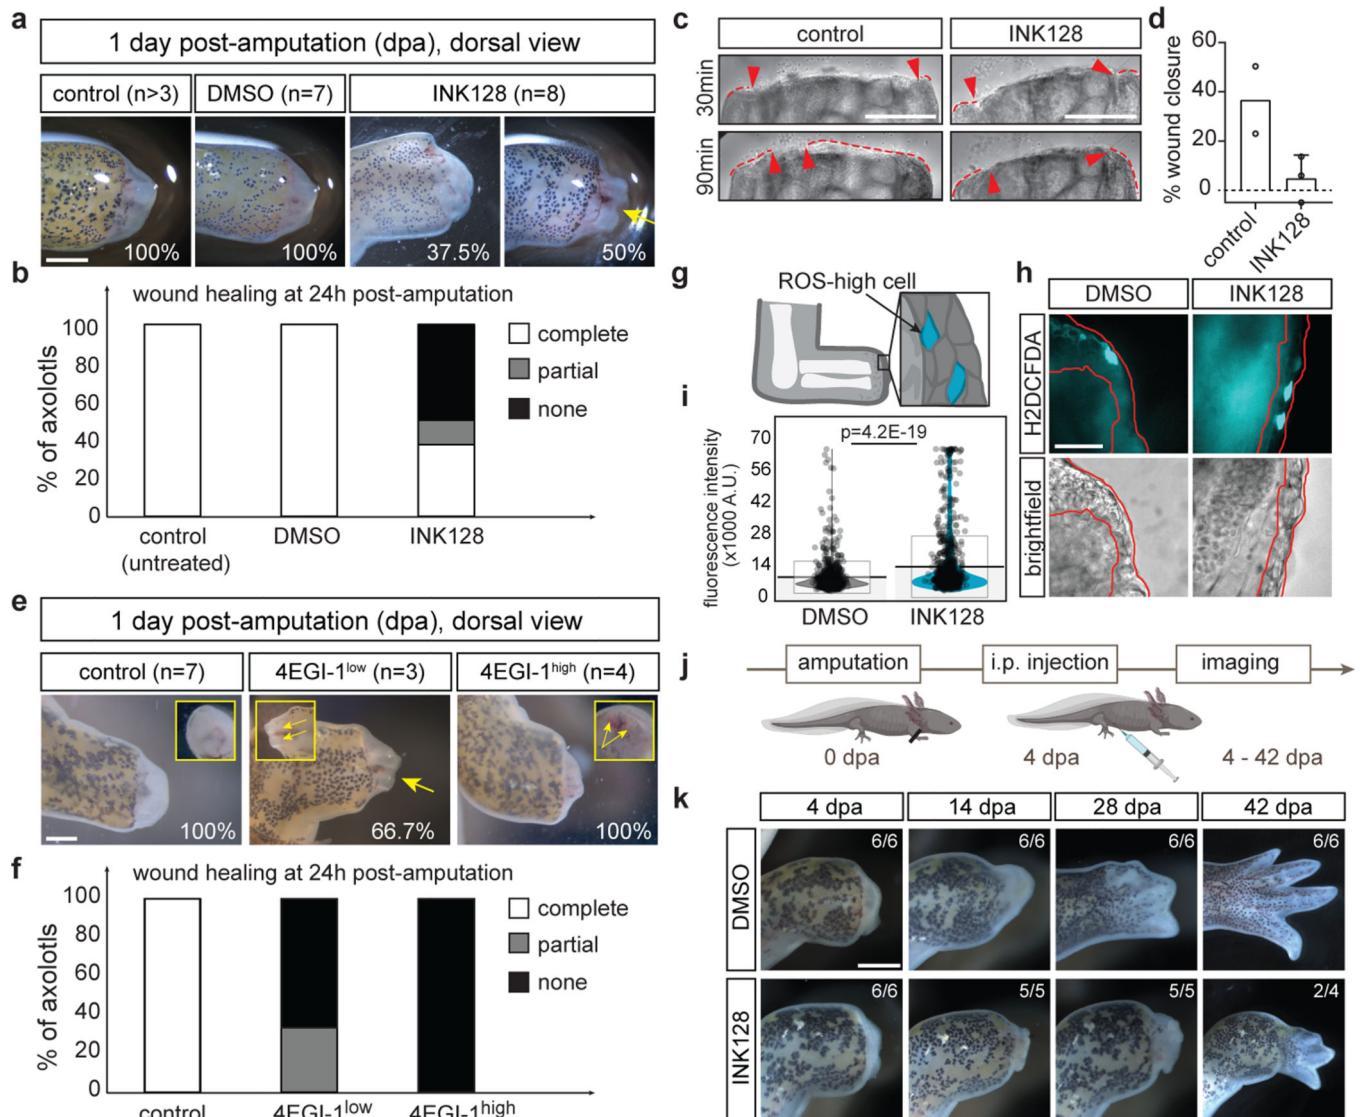 a
1 day post-amputation (dpa), dorsal view
control (n>3) DMSO (n=7) INK128 (n=8)
100% 100% 37.5% 50%
b
wound healing at 24h post-amputation
% of axolotls
100
80
60
40
20
0
complete
partial
none
control
(untreated)
DMSO
INK128
c
control INK128
30min
90min
d
% wound closure
60
40
20
0
control
INK128
e
1 day post-amputation (dpa), dorsal view
control (n=7) 4EGI-1low (n=3) 4EGI-1high (n=4)
100% 66.7% 100%
f
wound healing at 24h post-amputation
% of axolotls
100
80
60
40
20
0
complete
partial
none
control 4EGI-1low 4EGI-1high
g
ROS-high cell
h
DMSO INK128
H2DCFDA
brightfield
i
fluorescence intensity
(x1000 A.U.)
70
56
42
28
14
0
p=4.2E-19
DMSO INK128
j
amputation i.p. injection imaging
0 dpa 4 dpa 4 - 42 dpa
k
4 dpa 14 dpa 28 dpa 42 dpa
DMSO
6/6 6/6 6/6 6/6
INK128
6/6 5/5 5/5 2/4